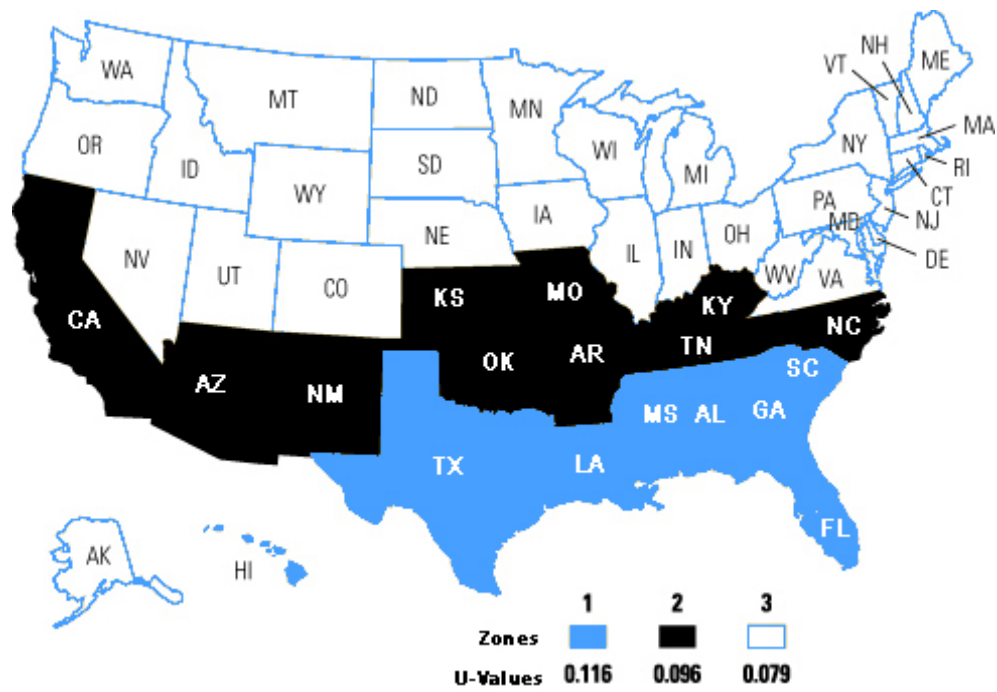 NH
ME
VT
WA
MT
ND
MN
MA
OR
ID
SD
WI
MI
NY
RI
CT
WY
IA
PA
NJ
NE
IL
IN
OH
MD
DE
NV
UT
CO
WV
VA
KS
MO
KY
CA
NC
AZ
NM
OK
AR
TN
SC
MS
AL
GA
TX
LA
FL
AK
HI
1 2 3
Zones
U-Values 0.116 0.096 0.079